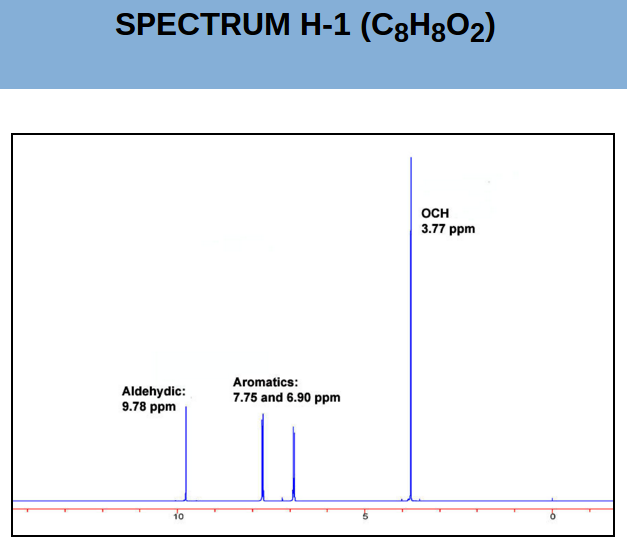 SPECTRUM H-1 (C₈H₈O₂)
OCH
3.77 ppm
Aromatics:
7.75 and 6.90 ppm
Aldehydic:
9.78 ppm
10 5 0